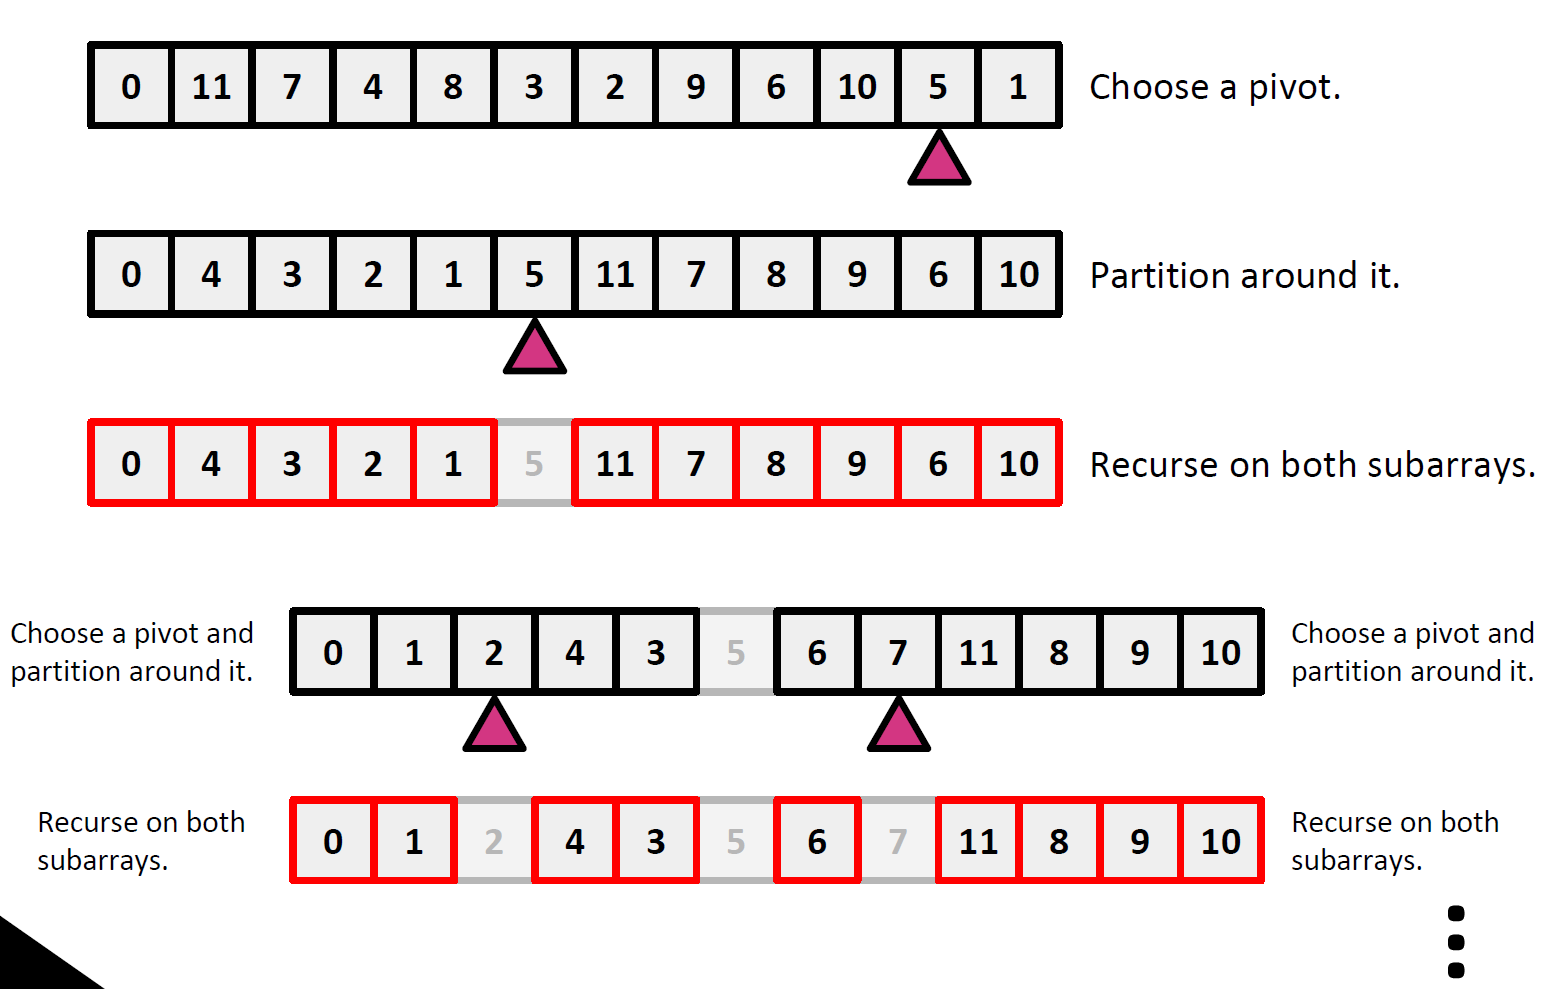 0 11 7 4 8 3 2 9 6 10 5 1 Choose a pivot.
0 4 3 2 1 5 11 7 8 9 6 10 Partition around it.
0 4 3 2 1 5 11 7 8 9 6 10 Recurse on both subarrays.
Choose a pivot and
partition around it.
0 1 2 4 3 5 6 7 11 8 9 10
Choose a pivot and
partition around it.
Recurse on both
subarrays.
0 1 2 4 3 5 6 7 11 8 9 10
Recurse on both
subarrays.